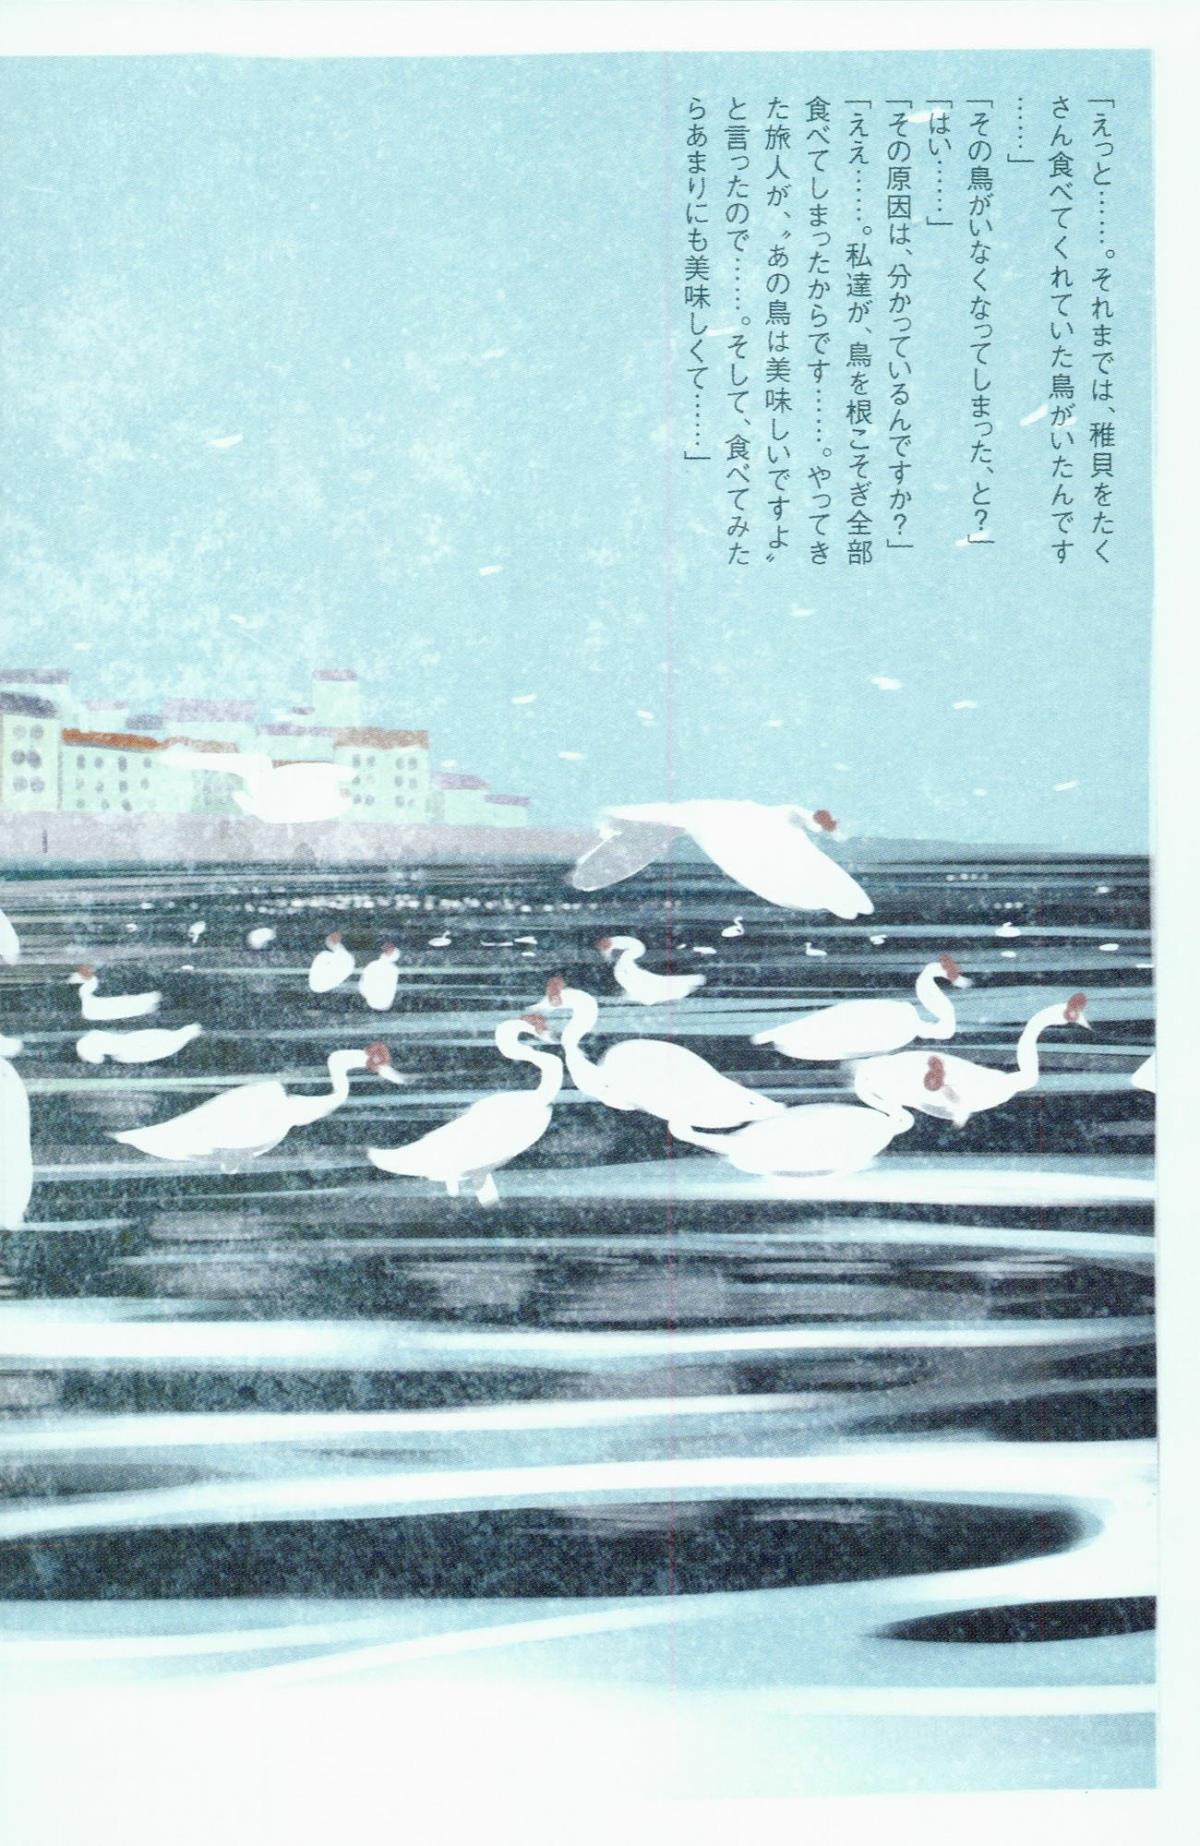 「えっと……。それまでは、稚貝をたく
さん食べてくれていた鳥がいたんです
……」
「その鳥がいなくなってしまった、と？」
「はい……」
「その原因は、分かっているんですか？」
「ええ……。私達が、鳥を根こそぎ全部
食べてしまったからです……。やってき
た旅人が、〝あの鳥は美味しいですよ〟
と言ったので……。そして、食べてみた
らあまりにも美味しくて……」